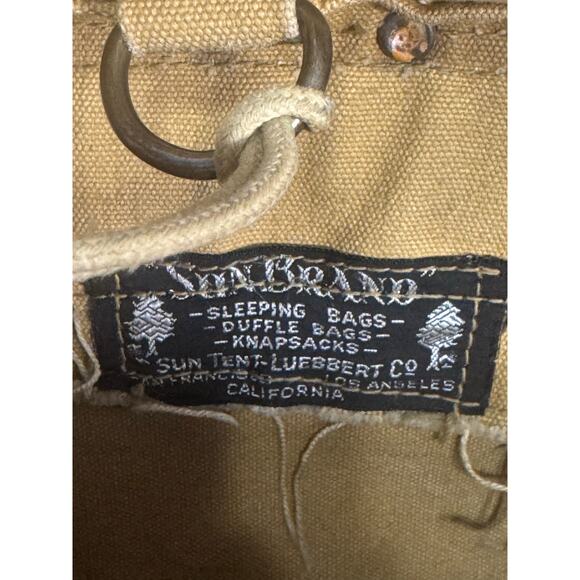 "SUN BRAND"
- SLEEPING BAGS -
- DUFFLE BAGS -
- KNAPSACKS -
SUN TENT-LUEBBERT CO
SAN FRANCISCO LOS ANGELES
CALIFORNIA